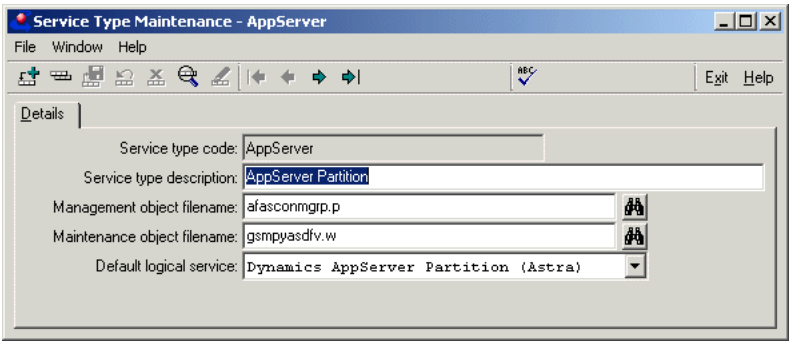 Service Type Maintenance - AppServer
File Window Help
ABC
Exit Help
Details
Service type code: AppServer
Service type description: AppServer Partition
Management object filename: afasconmgrp.p
Maintenance object filename: gsmpyasdfv.w
Default logical service: Dynamics AppServer Partition (Astra)